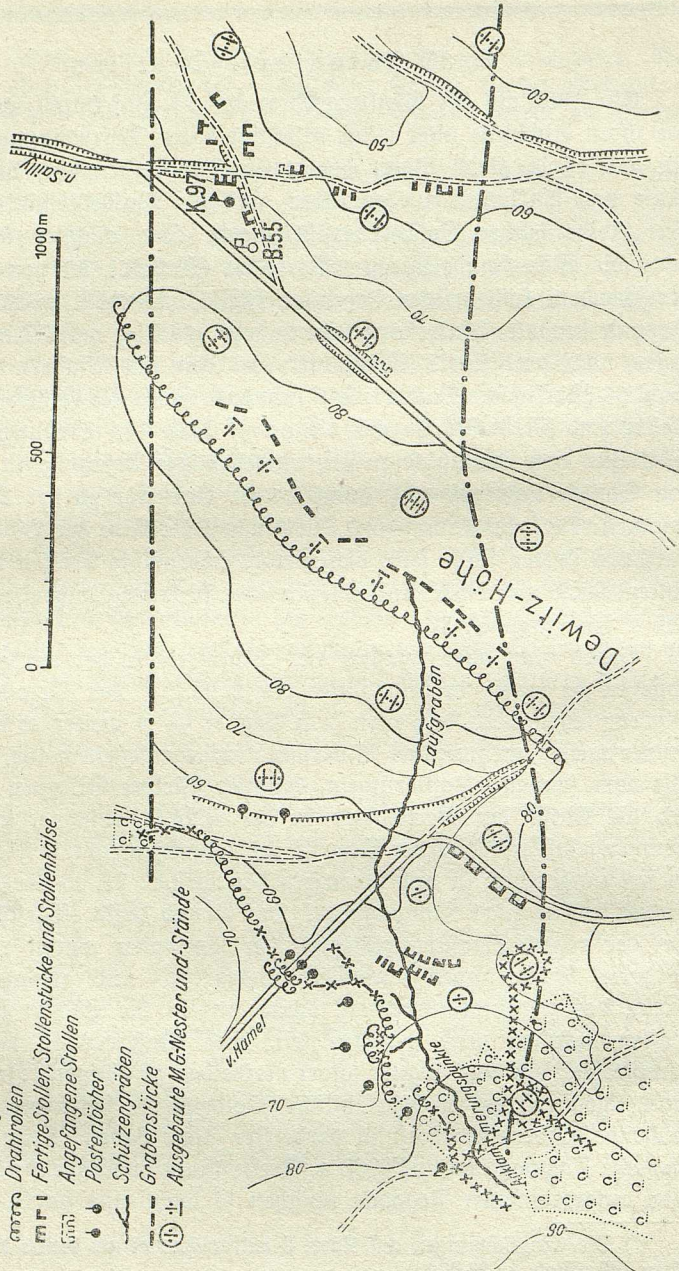 Drahtrollen
Fertige Stollen, Stollenstücke und Stollenhälse
Angefangene Stollen
Postenlöcher
Schützengräben
Grabenstücke
Ausgebaute M.G.Nester und-Stände
0
500
1000m
n.Sailly
K.97
B.55
v.Hamel
Laufgraben
Dewitz-Höhe
Anklammerungspunkte
70
60
60
80
70
80
70
80
90
80
80
70
60
50
60